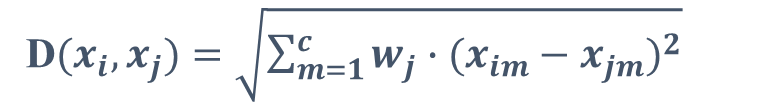 D(x_i, x_j) = √(∑_{m=1}^{c} w_j · (x_{im} − x_{jm})²)